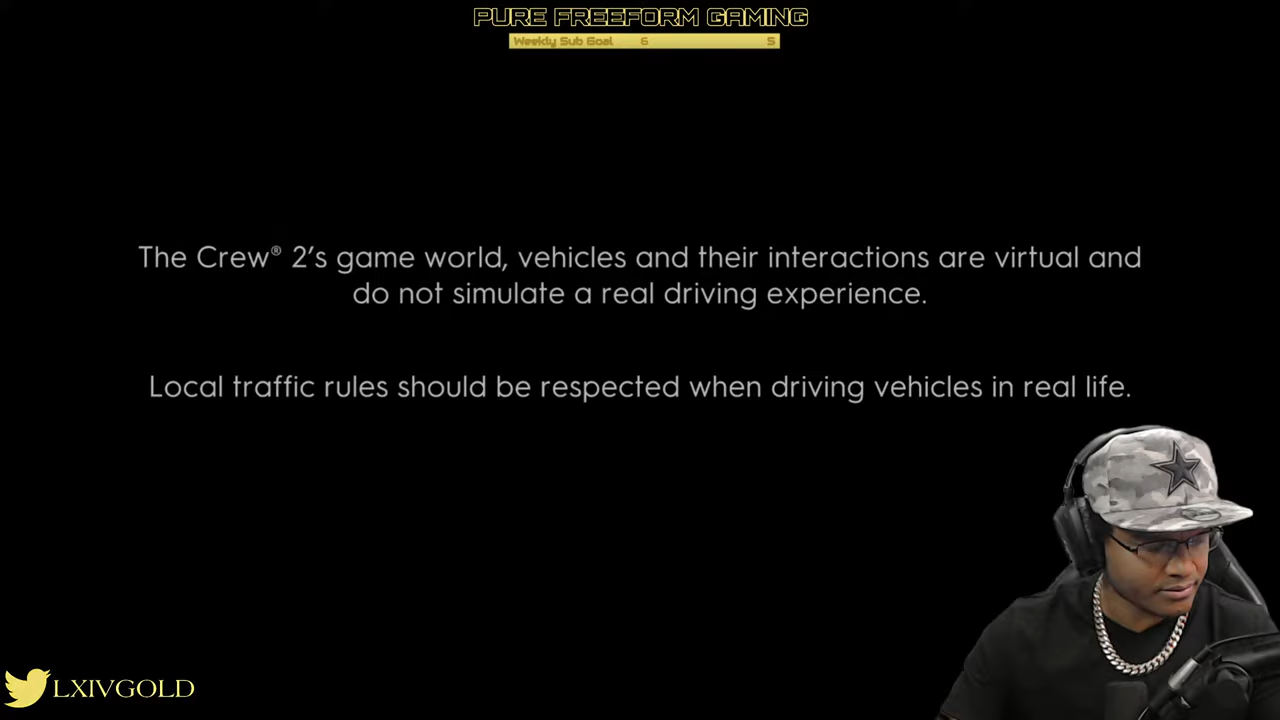 PURE FREEFORM GAMING
Weekly Sub Goal 6 5
The Crew® 2's game world, vehicles and their interactions are virtual and
do not simulate a real driving experience.
Local traffic rules should be respected when driving vehicles in real life.
LXIVGOLD